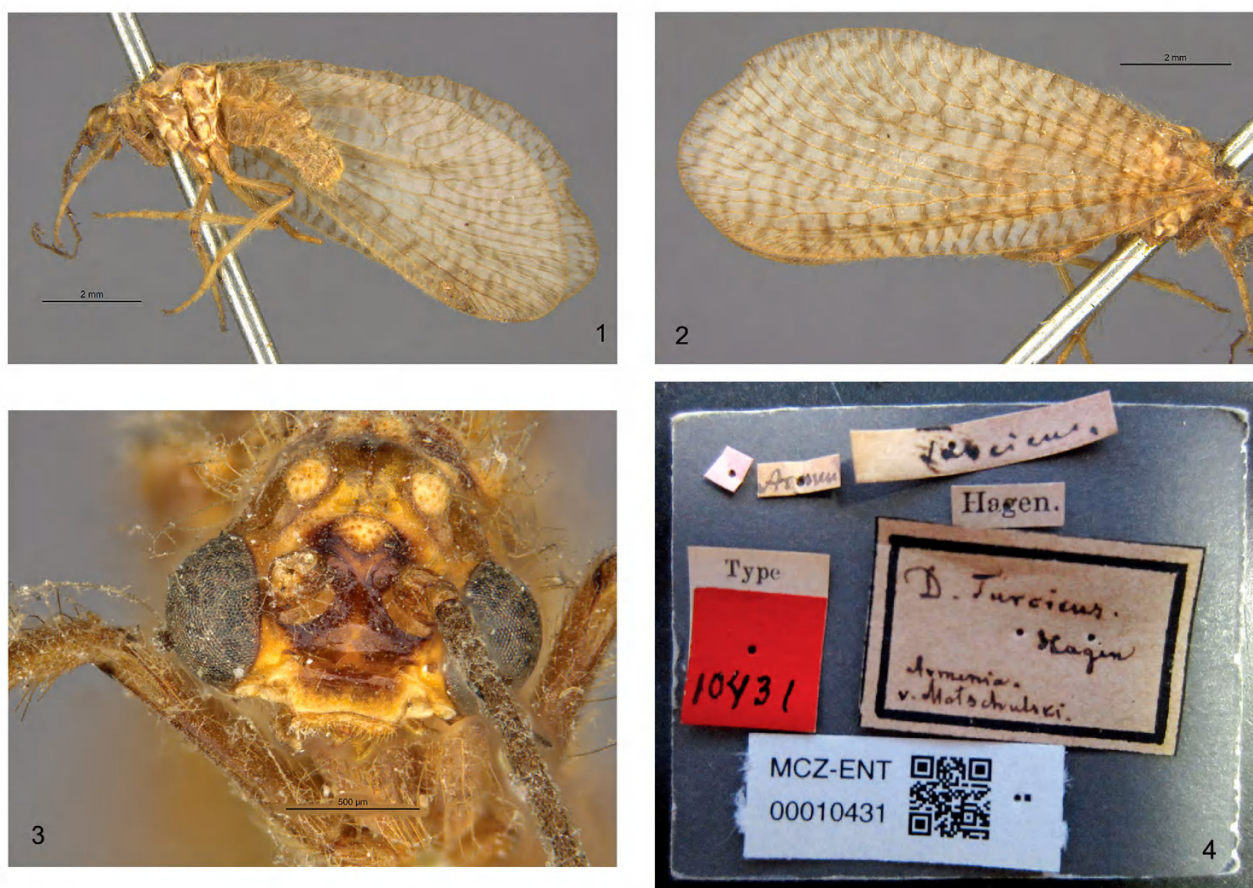 2 mm
1
2 mm
2
500 µm
3
Armen
Turcicus.
Hagen.
Type
10431
D. Turcicus.
Hagen
Armenia.
v. Motschulski.
MCZ-ENT
00010431
4